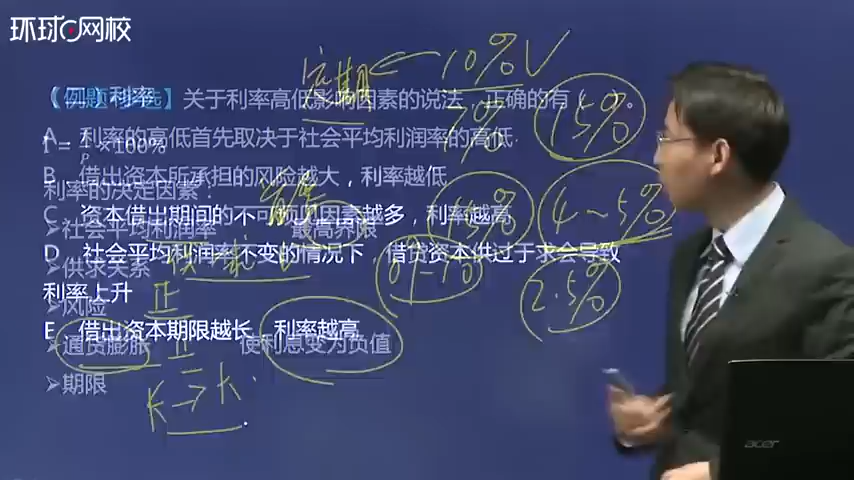 环球网校
10%
【例题·多选】关于利率高低影响因素的说法，正确的有（
(一)利率
7%
15%
A、利率的高低首先取决于社会平均利润率的高低.
×100%
B、借出资本所承担的风险越大，利率越低
利率的决定因素：
C、资本借出期间的不可预见因素越多，利率越高
4~5%
➢社会平均利润率 最高界限
D、社会平均利润率不变的情况下，借贷资本供过于求会导致
➢供求关系
利率上升
2.5%
正
➢风险
E、借出资本期限越长，利率越高
➢通货膨胀 使利息变为负值
正
➢期限
acer